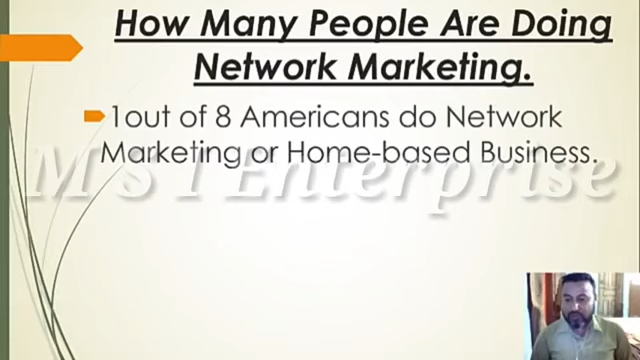 How Many People Are Doing
Network Marketing.
1out of 8 Americans do Network
Marketing or Home-based Business.
M S I Enterprise